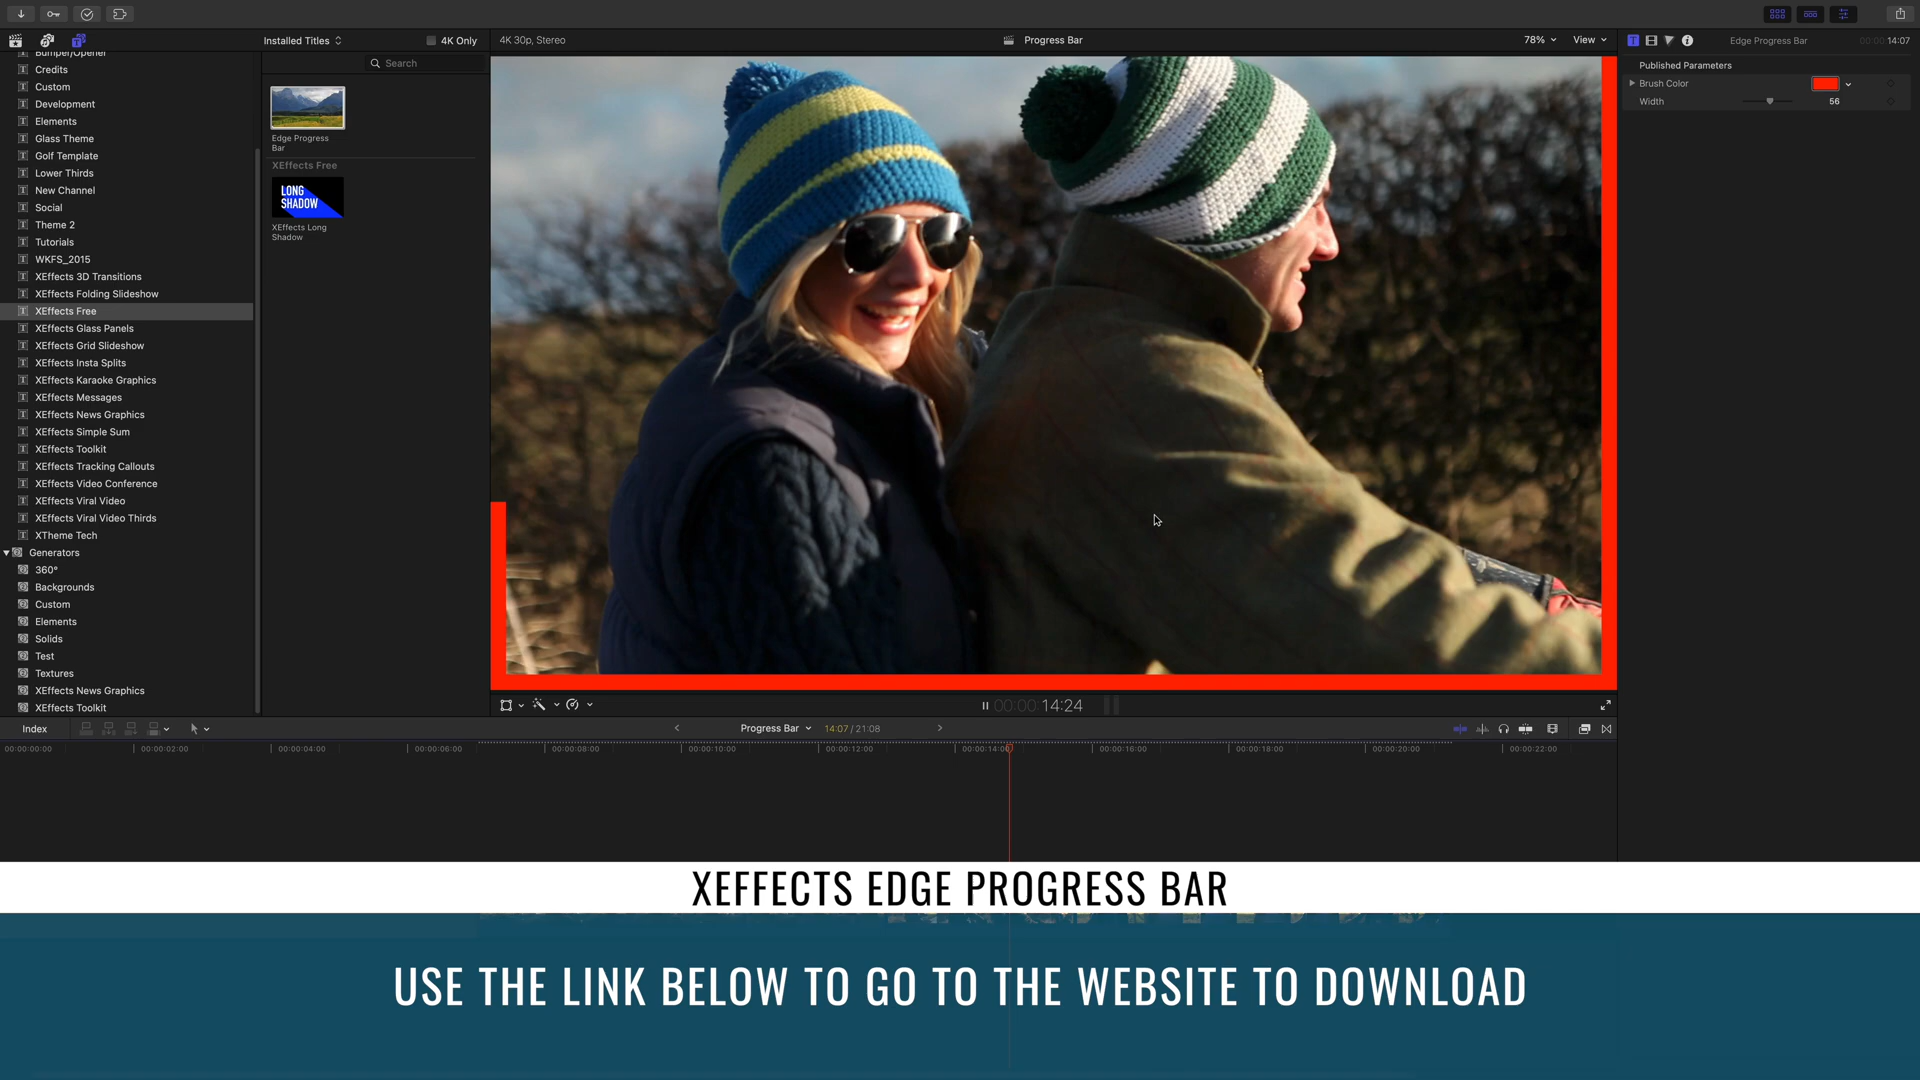 Installed Titles
4K Only
4K 30p, Stereo
Progress Bar
78%
View
Edge Progress Bar
00:00:14:07
Search
Published Parameters
Brush Color
Width
56
Bumper/Opener
Credits
Custom
Development
Elements
Glass Theme
Golf Template
Lower Thirds
New Channel
Social
Theme 2
Tutorials
WKFS_2015
XEffects 3D Transitions
XEffects Folding Slideshow
XEffects Free
XEffects Glass Panels
XEffects Grid Slideshow
XEffects Insta Splits
XEffects Karaoke Graphics
XEffects Messages
XEffects News Graphics
XEffects Simple Sum
XEffects Toolkit
XEffects Tracking Callouts
XEffects Video Conference
XEffects Viral Video
XEffects Viral Video Thirds
XTheme Tech
Generators
360°
Backgrounds
Custom
Elements
Solids
Test
Textures
XEffects News Graphics
XEffects Toolkit
Edge Progress
Bar
XEffects Free
LONG
SHADOW
XEffects Long
Shadow
00:00:14:24
Index
Progress Bar
14:07 / 21:08
00:00:00:00
00:00:02:00
00:00:04:00
00:00:06:00
00:00:08:00
00:00:10:00
00:00:12:00
00:00:14:00
00:00:16:00
00:00:18:00
00:00:20:00
00:00:22:00
XEFFECTS EDGE PROGRESS BAR
USE THE LINK BELOW TO GO TO THE WEBSITE TO DOWNLOAD